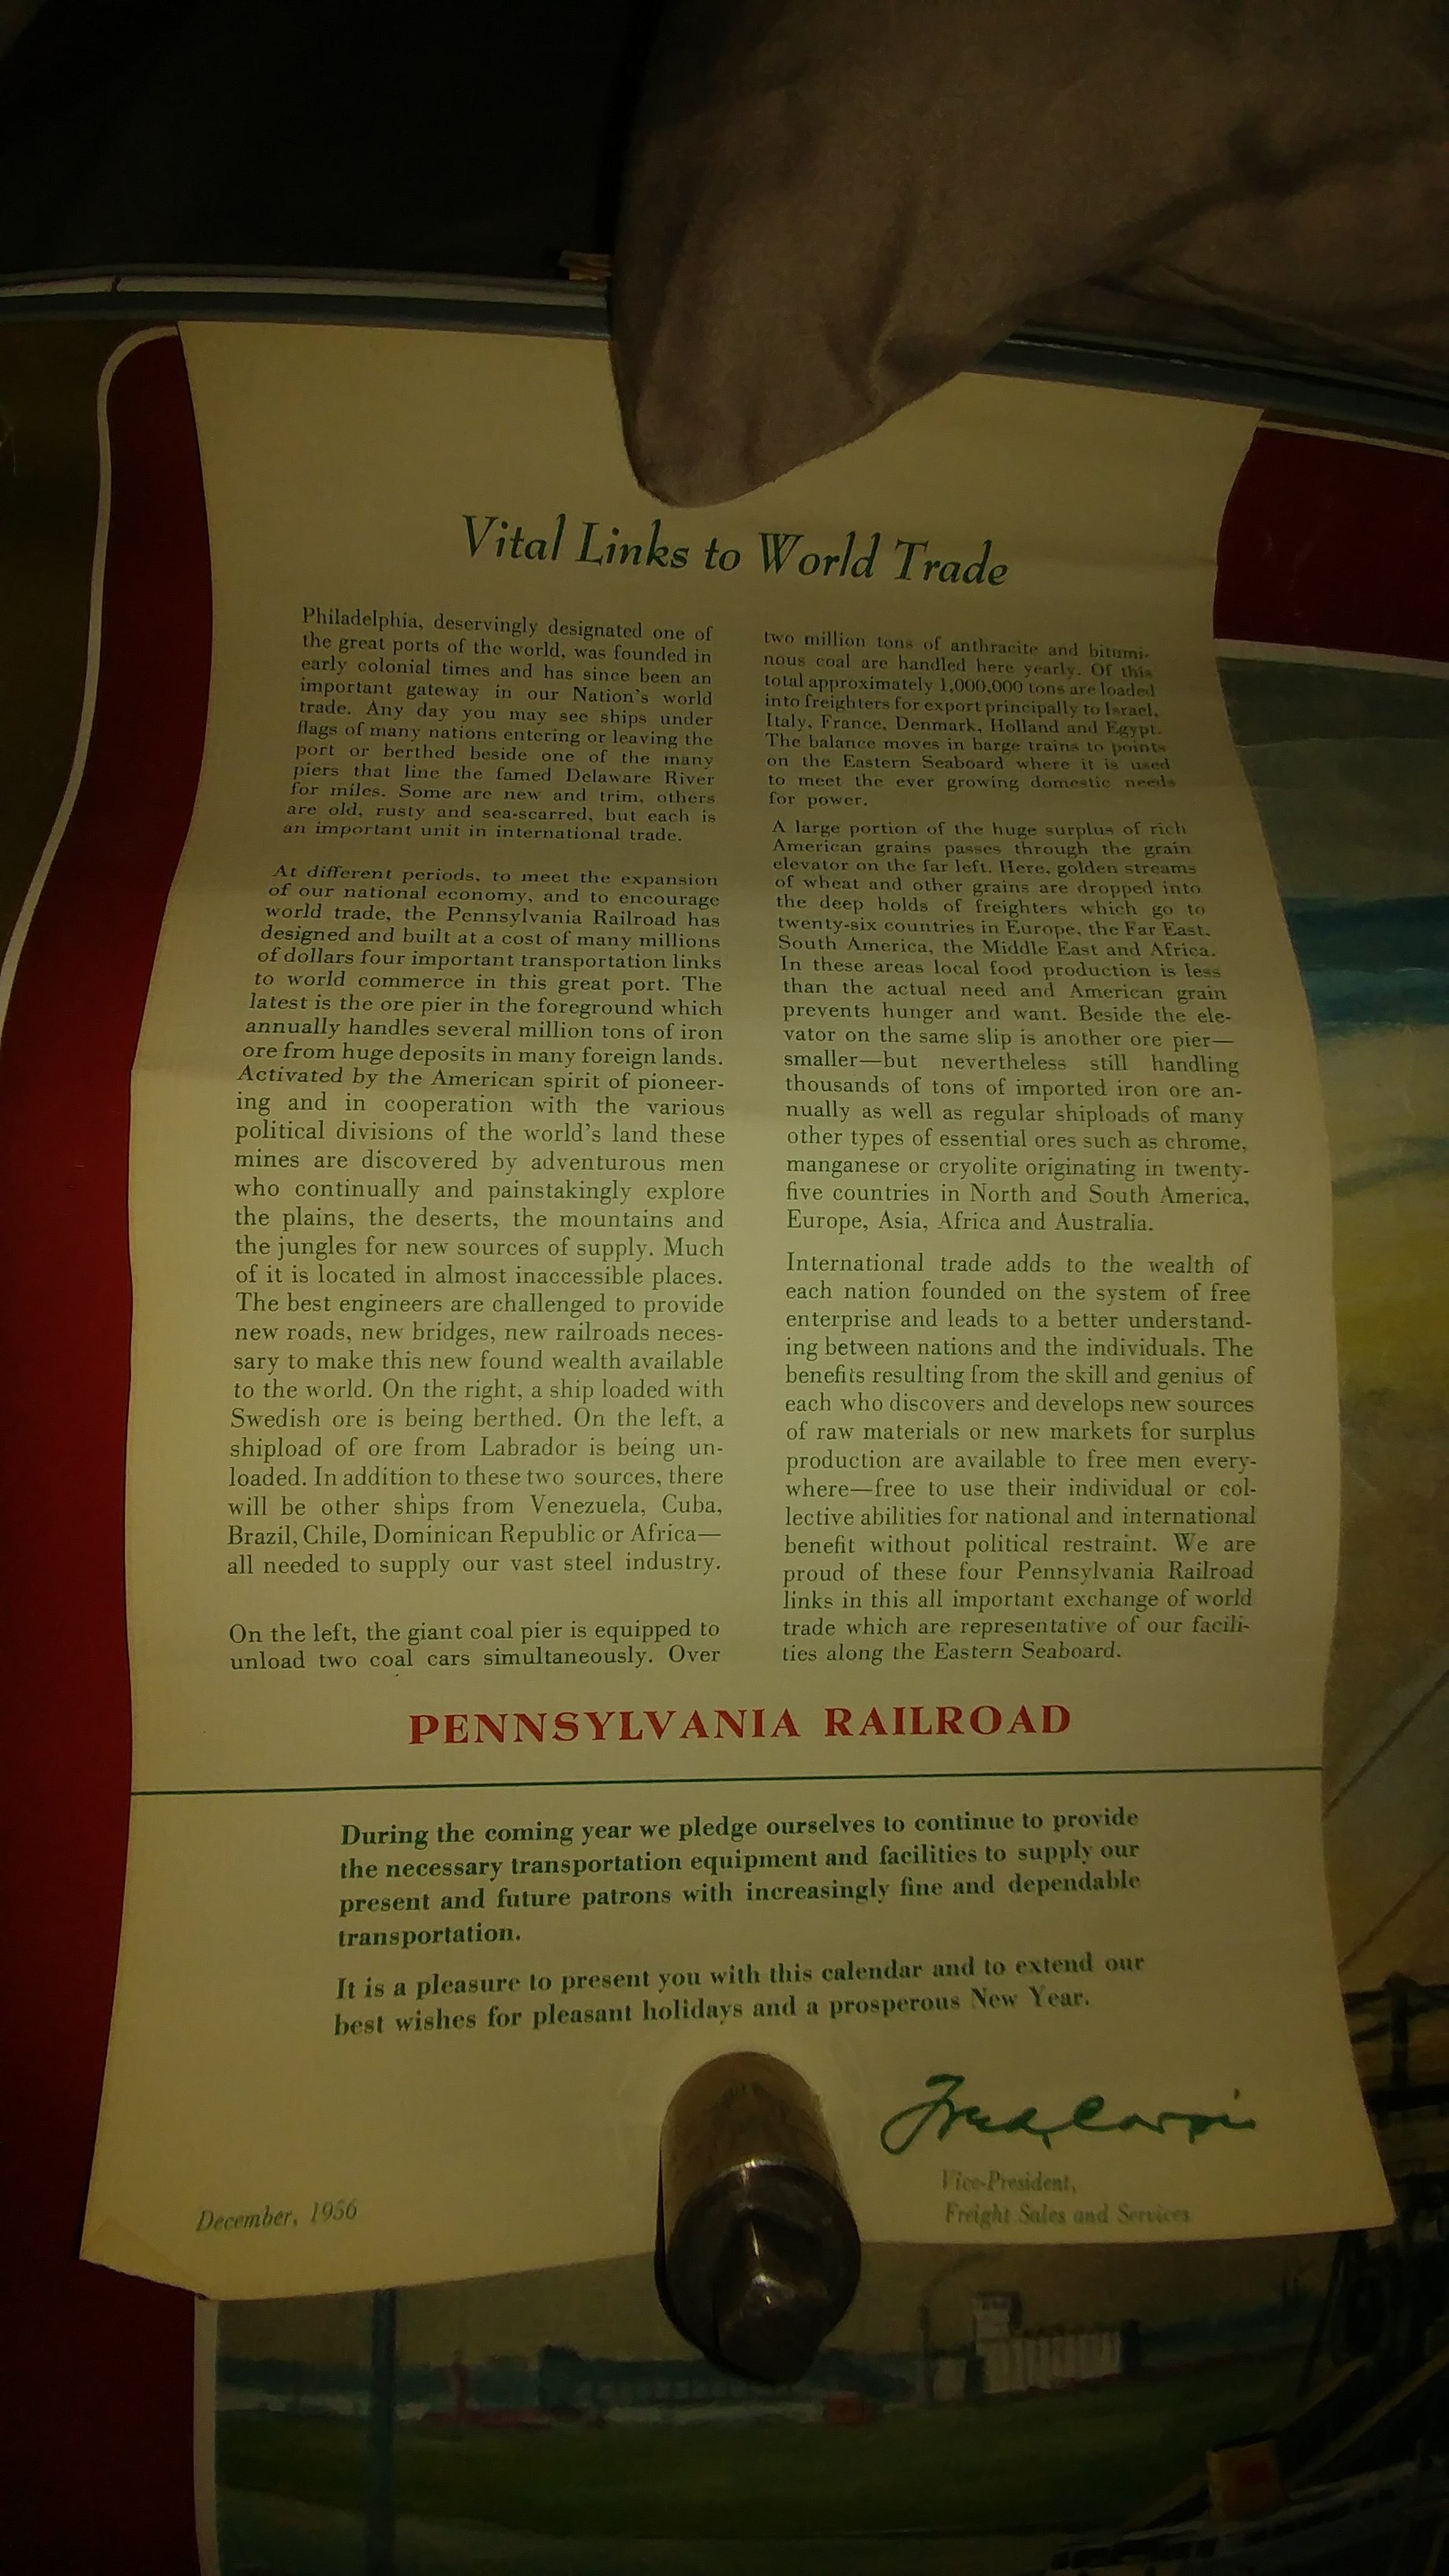 Vital Links to World Trade
Philadelphia, deservingly designated one of
the great ports of the world, was founded in
early colonial times and has since been an
important gateway in our Nation's world
trade. Any day you may see ships under
flags of many nations entering or leaving the
port or berthed beside one of the many
piers that line the famed Delaware River
for miles. Some are new and trim, others
are old, rusty and sea-scarred, but each is
an important unit in international trade.
At different periods, to meet the expansion
of our national economy, and to encourage
world trade, the Pennsylvania Railroad has
designed and built at a cost of many millions
of dollars four important transportation links
to world commerce in this great port. The
latest is the ore pier in the foreground which
annually handles several million tons of iron
ore from huge deposits in many foreign lands.
Activated by the American spirit of pioneer-
ing and in cooperation with the various
political divisions of the world's land these
mines are discovered by adventurous men
who continually and painstakingly explore
the plains, the deserts, the mountains and
the jungles for new sources of supply. Much
of it is located in almost inaccessible places.
The best engineers are challenged to provide
new roads, new bridges, new railroads neces-
sary to make this new found wealth available
to the world. On the right, a ship loaded with
Swedish ore is being berthed. On the left, a
shipload of ore from Labrador is being un-
loaded. In addition to these two sources, there
will be other ships from Venezuela, Cuba,
Brazil, Chile, Dominican Republic or Africa—
all needed to supply our vast steel industry.
On the left, the giant coal pier is equipped to
unload two coal cars simultaneously. Over
two million tons of anthracite and bitumi-
nous coal are handled here yearly. Of this
total approximately 1,000,000 tons are loaded
into freighters for export principally to Israel,
Italy, France, Denmark, Holland and Egypt.
The balance moves in barge trains to points
on the Eastern Seaboard where it is used
to meet the ever growing domestic needs
for power.
A large portion of the huge surplus of rich
American grains passes through the grain
elevator on the far left. Here, golden streams
of wheat and other grains are dropped into
the deep holds of freighters which go to
twenty-six countries in Europe, the Far East,
South America, the Middle East and Africa.
In these areas local food production is less
than the actual need and American grain
prevents hunger and want. Beside the ele-
vator on the same slip is another ore pier—
smaller—but nevertheless still handling
thousands of tons of imported iron ore an-
nually as well as regular shiploads of many
other types of essential ores such as chrome,
manganese or cryolite originating in twenty-
five countries in North and South America,
Europe, Asia, Africa and Australia.
International trade adds to the wealth of
each nation founded on the system of free
enterprise and leads to a better understand-
ing between nations and the individuals. The
benefits resulting from the skill and genius of
each who discovers and develops new sources
of raw materials or new markets for surplus
production are available to free men every-
where—free to use their individual or col-
lective abilities for national and international
benefit without political restraint. We are
proud of these four Pennsylvania Railroad
links in this all important exchange of world
trade which are representative of our facili-
ties along the Eastern Seaboard.
PENNSYLVANIA RAILROAD
During the coming year we pledge ourselves to continue to provide
the necessary transportation equipment and facilities to supply our
present and future patrons with increasingly fine and dependable
transportation.
It is a pleasure to present you with this calendar and to extend our
best wishes for pleasant holidays and a prosperous New Year.
Fred Carpi
Vice-President,
Freight Sales and Services
December, 1956